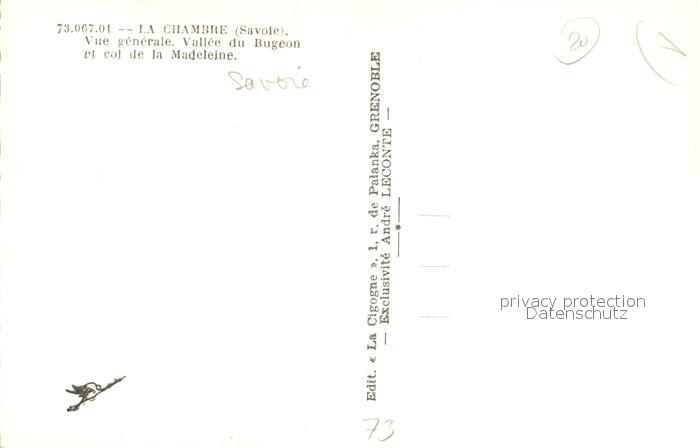 73.067.01 -- LA CHAMBRE (Savoie).
Vue générale. Vallée du Bugeon
et col de la Madeleine.
Savoie
20
Edit. « La Cigogne », 1, r. de Palanka, GRENOBLE
— Exclusivité André LECONTE —
—*—
privacy protection
Datenschutz
73